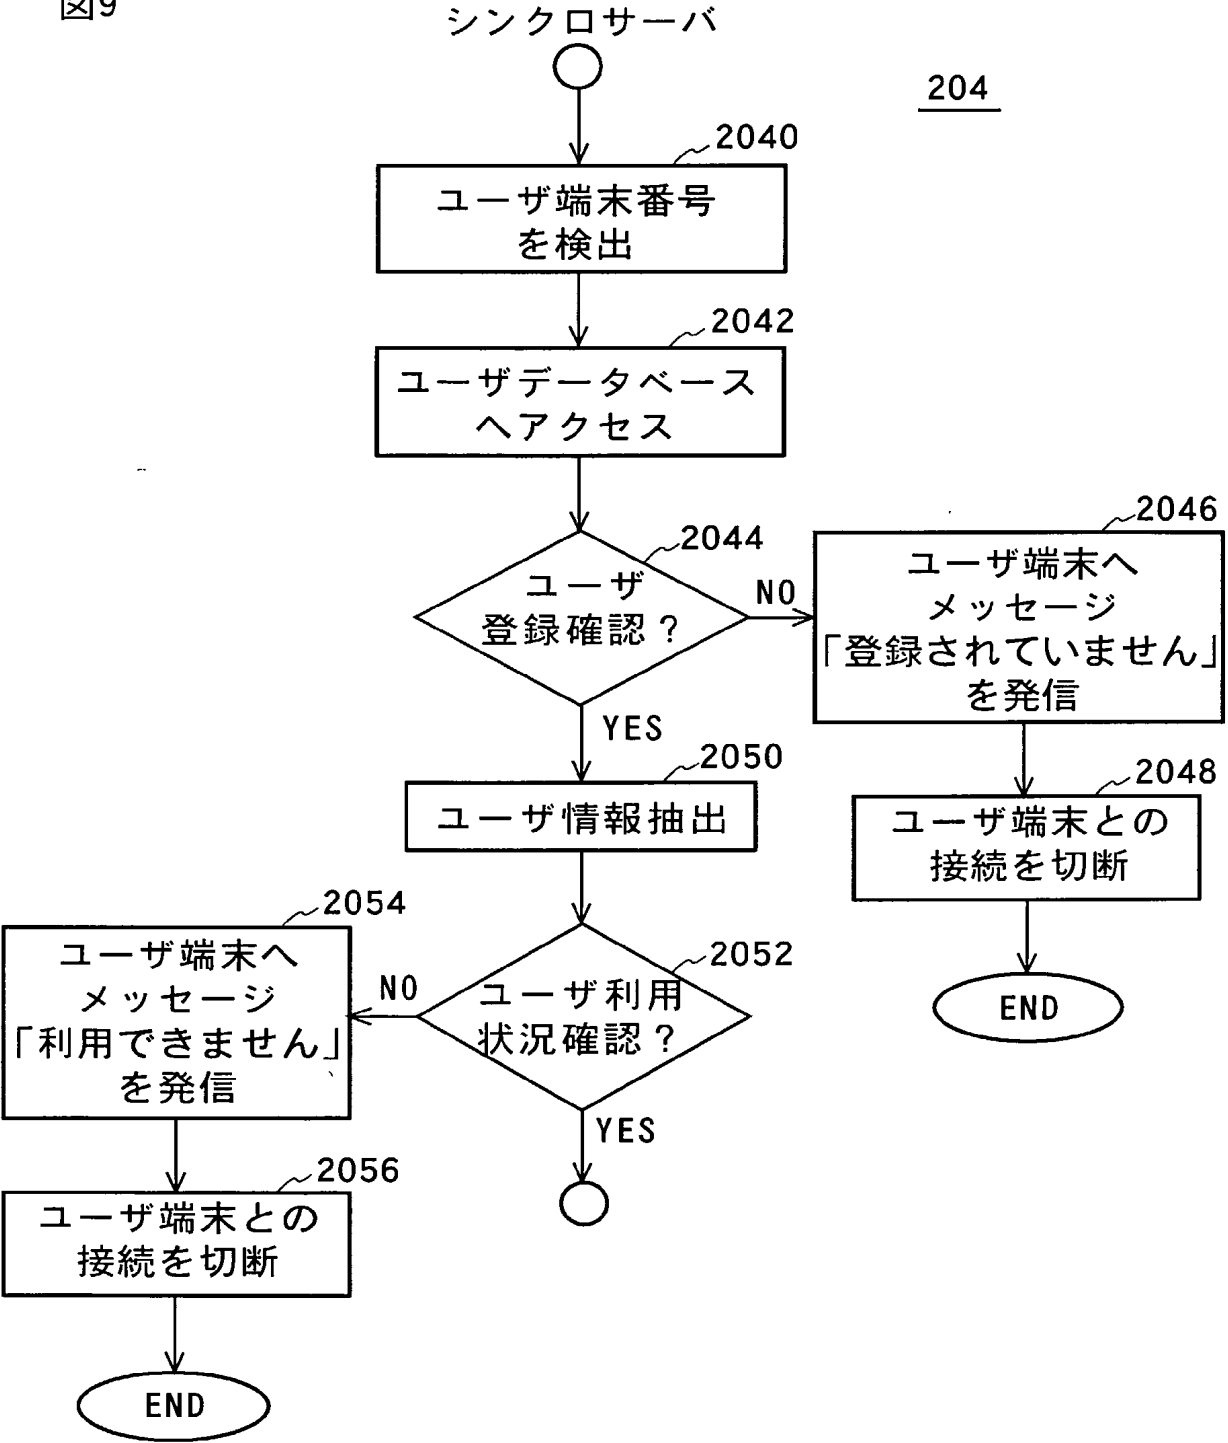 図9
シンクロサーバ
204
2040
ユーザ端末番号
を検出
2042
ユーザデータベース
へアクセス
2044
ユーザ
登録確認？
NO
YES
2046
ユーザ端末へ
メッセージ
「登録されていません」
を発信
2048
ユーザ端末との
接続を切断
END
2050
ユーザ情報抽出
2052
ユーザ利用
状況確認？
NO
YES
2054
ユーザ端末へ
メッセージ
「利用できません」
を発信
2056
ユーザ端末との
接続を切断
END